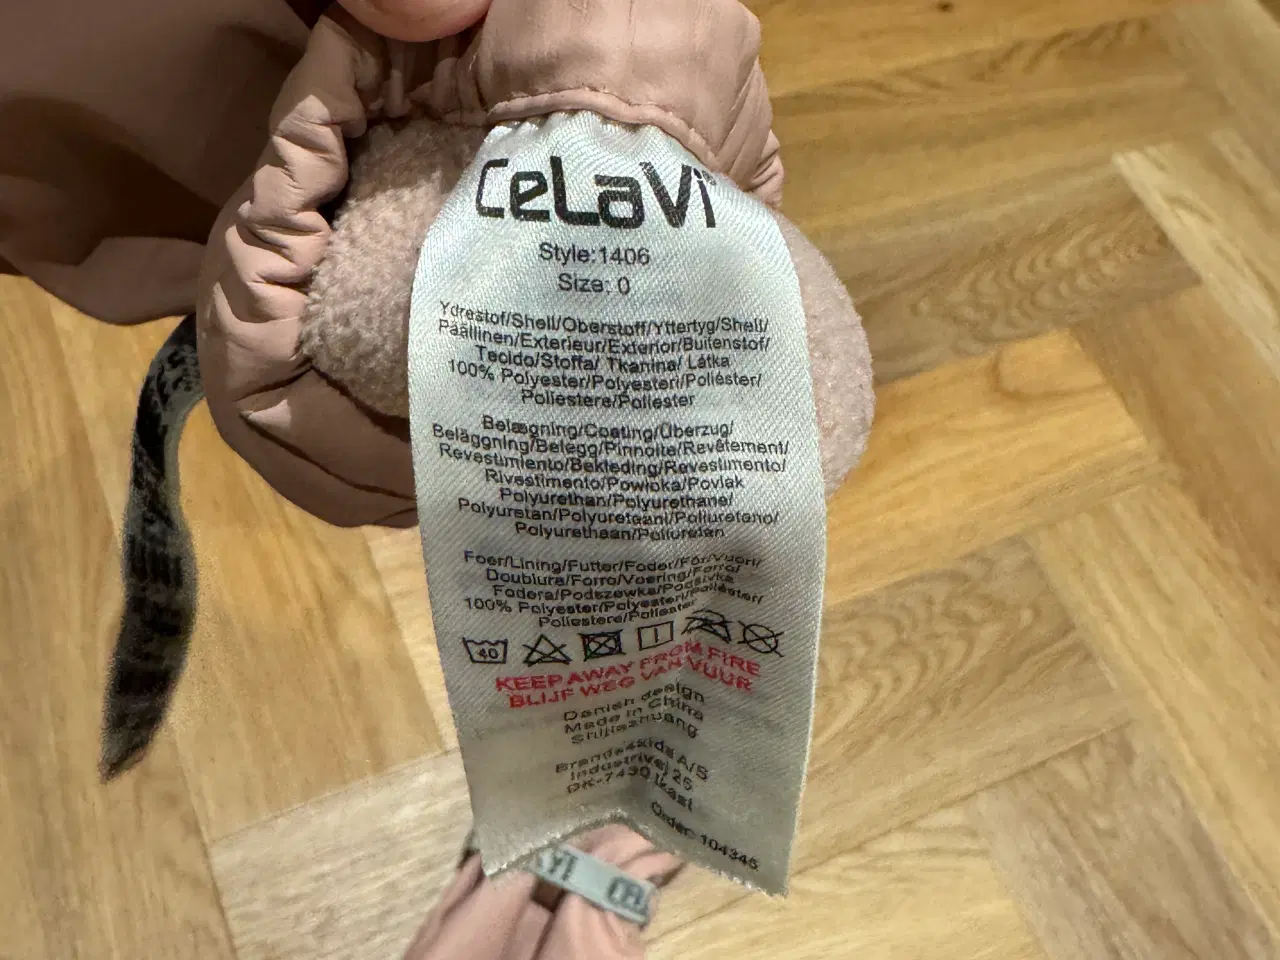 CeLaVi
Style:1406
Size: 0
Ydrestof/Shell/Oberstoff/Yttertyg/Shell/
Päällinen/Exterieur/Exterior/Buitenstof/
Tecido/Stoffa/ Tkanina/ Látka
100% Polyester/Polyesteri/Poliéster/
Poliestere/Poliester
Belægning/Coating/Überzug/
Beläggning/Belegg/Pinnoite/Revêtement/
Revestimiento/Bekleding/Revestimento/
Rivestimento/Powłoka/Povlak
Polyurethan/Polyurethane/
Polyuretan/Polyureteani/Poliuretano/
Polyurethaan/Poliuretan
Foer/Lining/Futter/Foder/Fôr/Vuori/
Doublure/Forro/Voering/Forro/
Fodera/Podszewka/Podsivka
100% Polyester/Polyesteri/Poliéster/
Poliestere/Poliester
40
KEEP AWAY FROM FIRE
BLIJF WEG VAN VUUR
Danish design
Made in China
Shijiazhuang
Brands4kids A/S
Industrivej 25
DK-7430 Ikast
Order: 104345